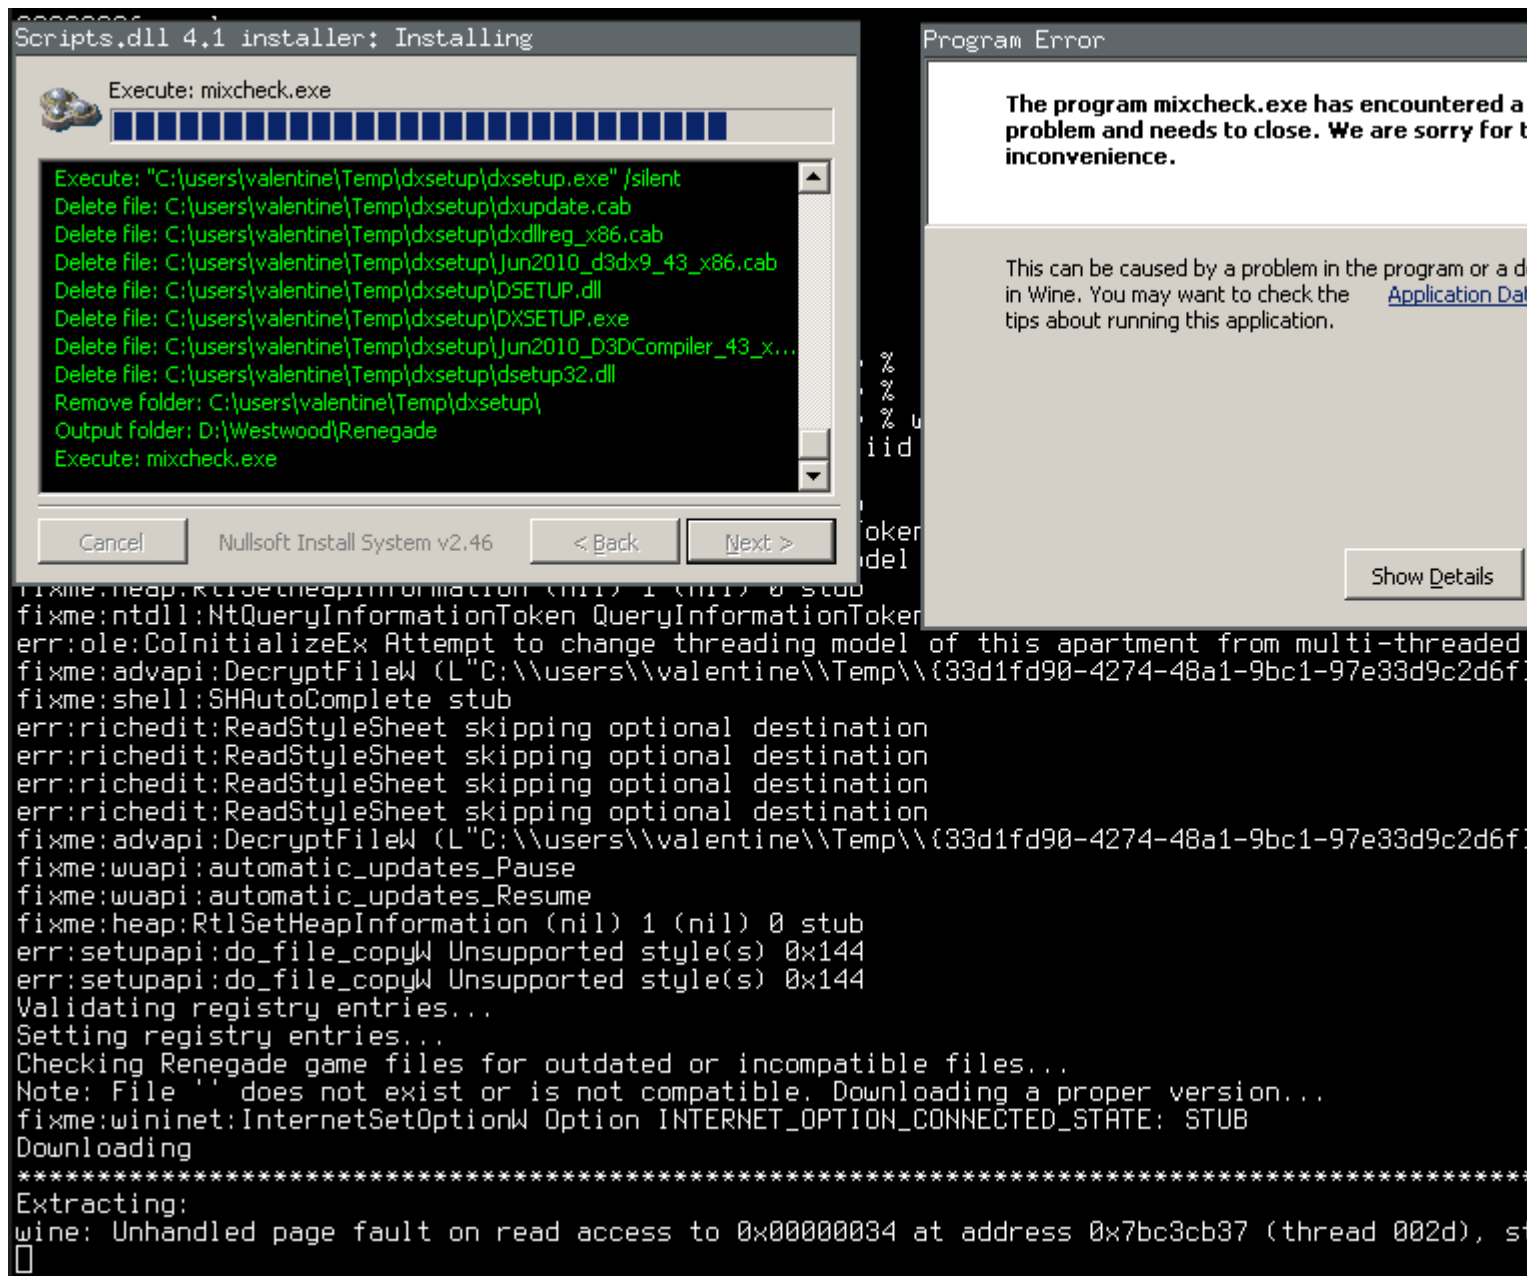 Scripts.dll 4.1 installer: Installing
Execute: mixcheck.exe
Execute: "C:\users\valentine\Temp\dxsetup\dxsetup.exe" /silent
Delete file: C:\users\valentine\Temp\dxsetup\dxupdate.cab
Delete file: C:\users\valentine\Temp\dxsetup\dxdllreg_x86.cab
Delete file: C:\users\valentine\Temp\dxsetup\Jun2010_d3dx9_43_x86.cab
Delete file: C:\users\valentine\Temp\dxsetup\DSETUP.dll
Delete file: C:\users\valentine\Temp\dxsetup\DXSETUP.exe
Delete file: C:\users\valentine\Temp\dxsetup\Jun2010_D3DCompiler_43_x...
Delete file: C:\users\valentine\Temp\dxsetup\dsetup32.dll
Remove folder: C:\users\valentine\Temp\dxsetup\
Output folder: D:\Westwood\Renegade
Execute: mixcheck.exe
Cancel
Nullsoft Install System v2.46
< Back
Next >
Program Error
The program mixcheck.exe has encountered a
problem and needs to close. We are sorry for
inconvenience.
This can be caused by a problem in the program or a
in Wine. You may want to check the Application
tips about running this application.
Show Details
%
%
%
iid
fixme:heap:RtlSetHeapInformation (nil) 1 (nil) 0 stub
fixme:ntdll:NtQueryInformationToken QueryInformationToken
err:ole:CoInitializeEx Attempt to change threading model of this apartment from multi-threaded
fixme:advapi:DecryptFileW (L"C:\\users\\valentine\\Temp\\{33d1fd90-4274-48a1-9bc1-97e33d9c2d6f
fixme:shell:SHAutoComplete stub
err:richedit:ReadStyleSheet skipping optional destination
err:richedit:ReadStyleSheet skipping optional destination
err:richedit:ReadStyleSheet skipping optional destination
err:richedit:ReadStyleSheet skipping optional destination
fixme:advapi:DecryptFileW (L"C:\\users\\valentine\\Temp\\{33d1fd90-4274-48a1-9bc1-97e33d9c2d6f
fixme:wuapi:automatic_updates_Pause
fixme:wuapi:automatic_updates_Resume
fixme:heap:RtlSetHeapInformation (nil) 1 (nil) 0 stub
err:setupapi:do_file_copyW Unsupported style(s) 0x144
err:setupapi:do_file_copyW Unsupported style(s) 0x144
Validating registry entries...
Setting registry entries...
Checking Renegade game files for outdated or incompatible files...
Note: File '' does not exist or is not compatible. Downloading a proper version...
fixme:wininet:InternetSetOptionW Option INTERNET_OPTION_CONNECTED_STATE: STUB
Downloading
***********************************************************************************************
Extracting:
wine: Unhandled page fault on read access to 0x00000034 at address 0x7bc3cb37 (thread 002d),